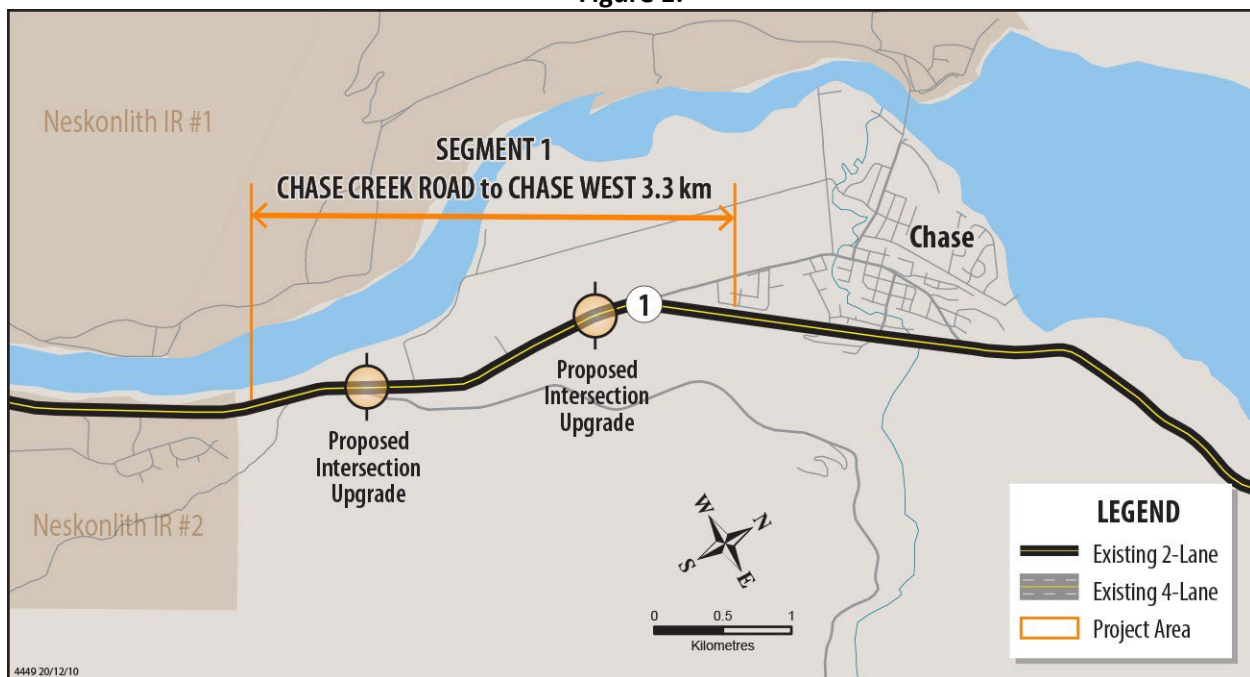 Neskonlith IR #1
SEGMENT 1
CHASE CREEK ROAD to CHASE WEST 3.3 km
Chase
1
Proposed
Intersection
Upgrade
Proposed
Intersection
Upgrade
Neskonlith IR #2
W
N
S
E
0 0.5 1
Kilometres
LEGEND
Existing 2-Lane
Existing 4-Lane
Project Area
4449 20/12/10